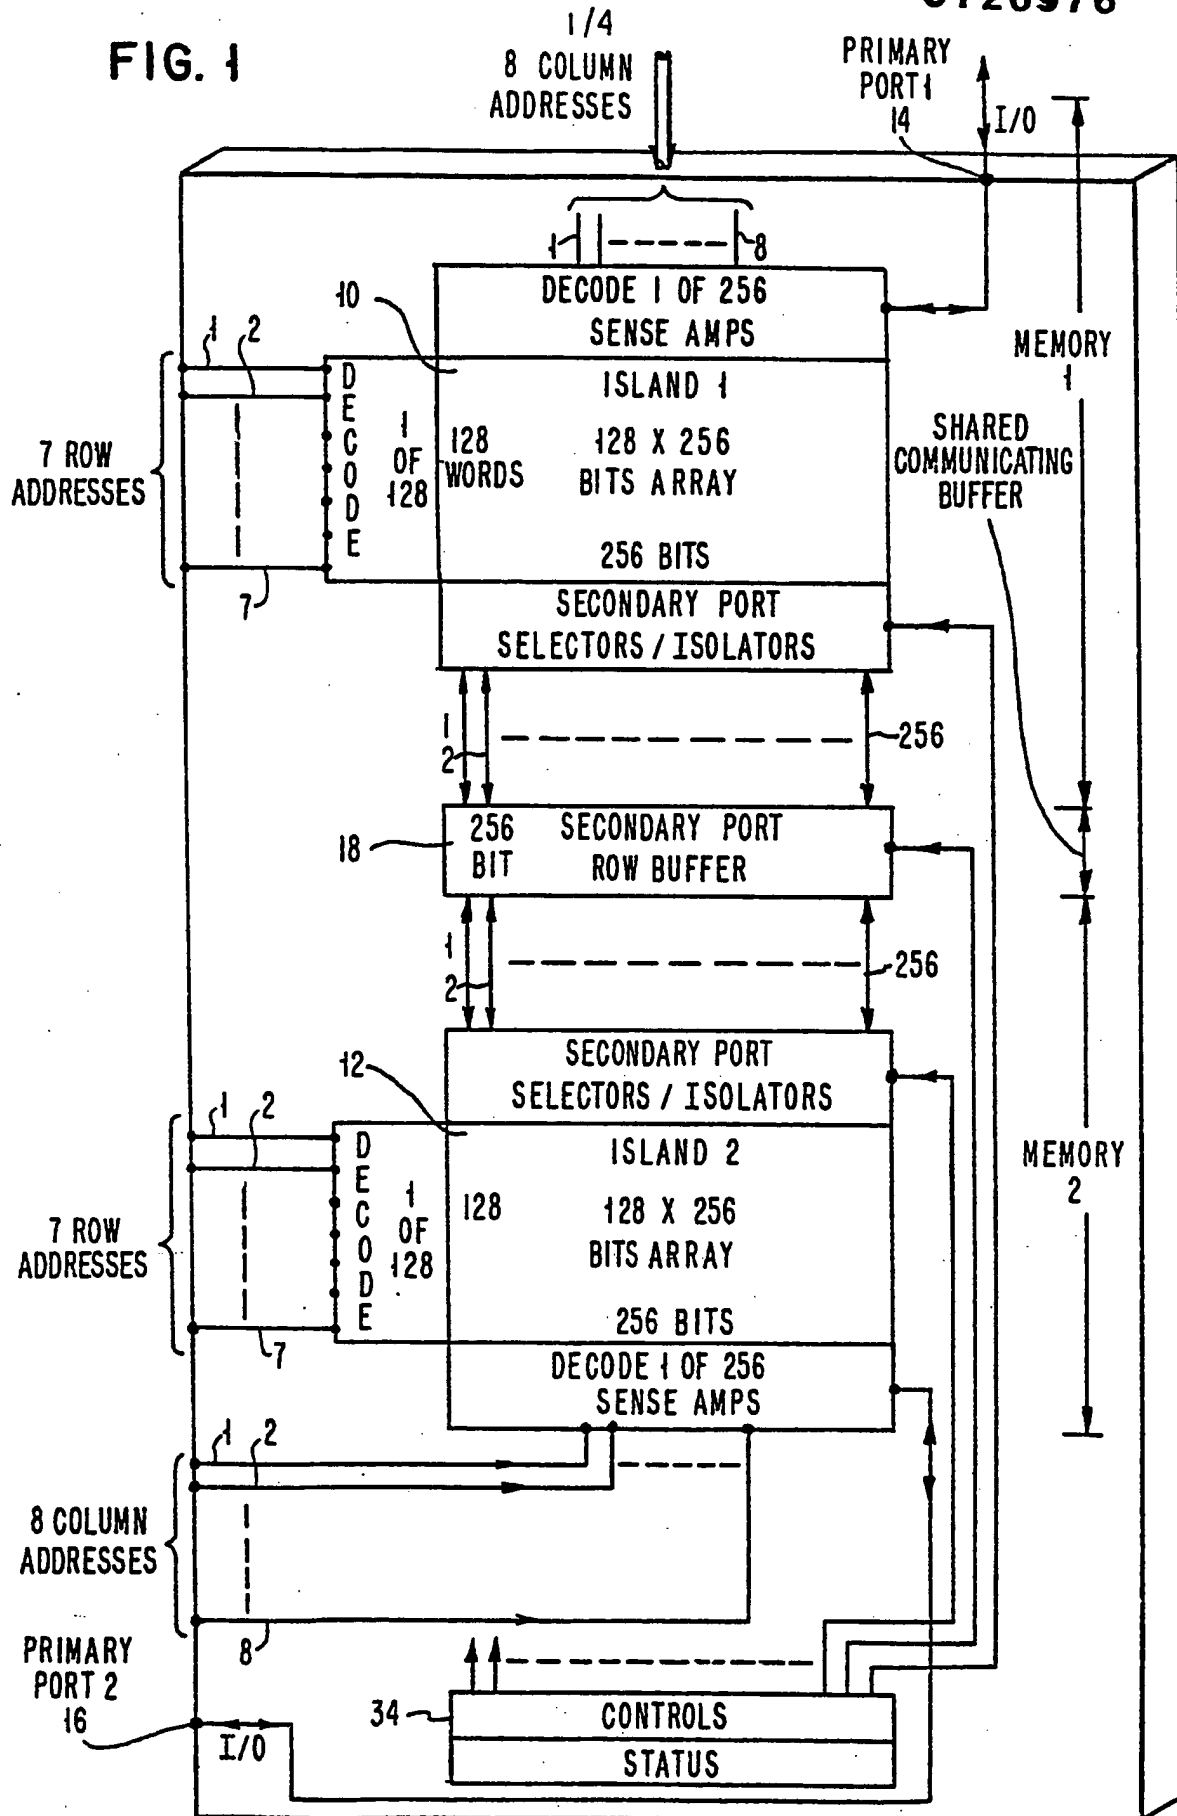 1/4
FIG. 1
8 COLUMN
ADDRESSES
PRIMARY
PORT 1
14
I/O
1
8
DECODE 1 OF 256
SENSE AMPS
10
MEMORY
1
1
2
7 ROW
ADDRESSES
7
DECODE
1
OF
128
128
WORDS
ISLAND 1
128 X 256
BITS ARRAY
256 BITS
SHARED
COMMUNICATING
BUFFER
SECONDARY PORT
SELECTORS / ISOLATORS
1
2
256
18
256
BIT
SECONDARY PORT
ROW BUFFER
1
2
256
SECONDARY PORT
SELECTORS / ISOLATORS
12
MEMORY
2
1
2
7 ROW
ADDRESSES
7
DECODE
1
OF
128
128
ISLAND 2
128 X 256
BITS ARRAY
256 BITS
DECODE 1 OF 256
SENSE AMPS
1
2
8 COLUMN
ADDRESSES
8
PRIMARY
PORT 2
16
I/O
34
CONTROLS
STATUS